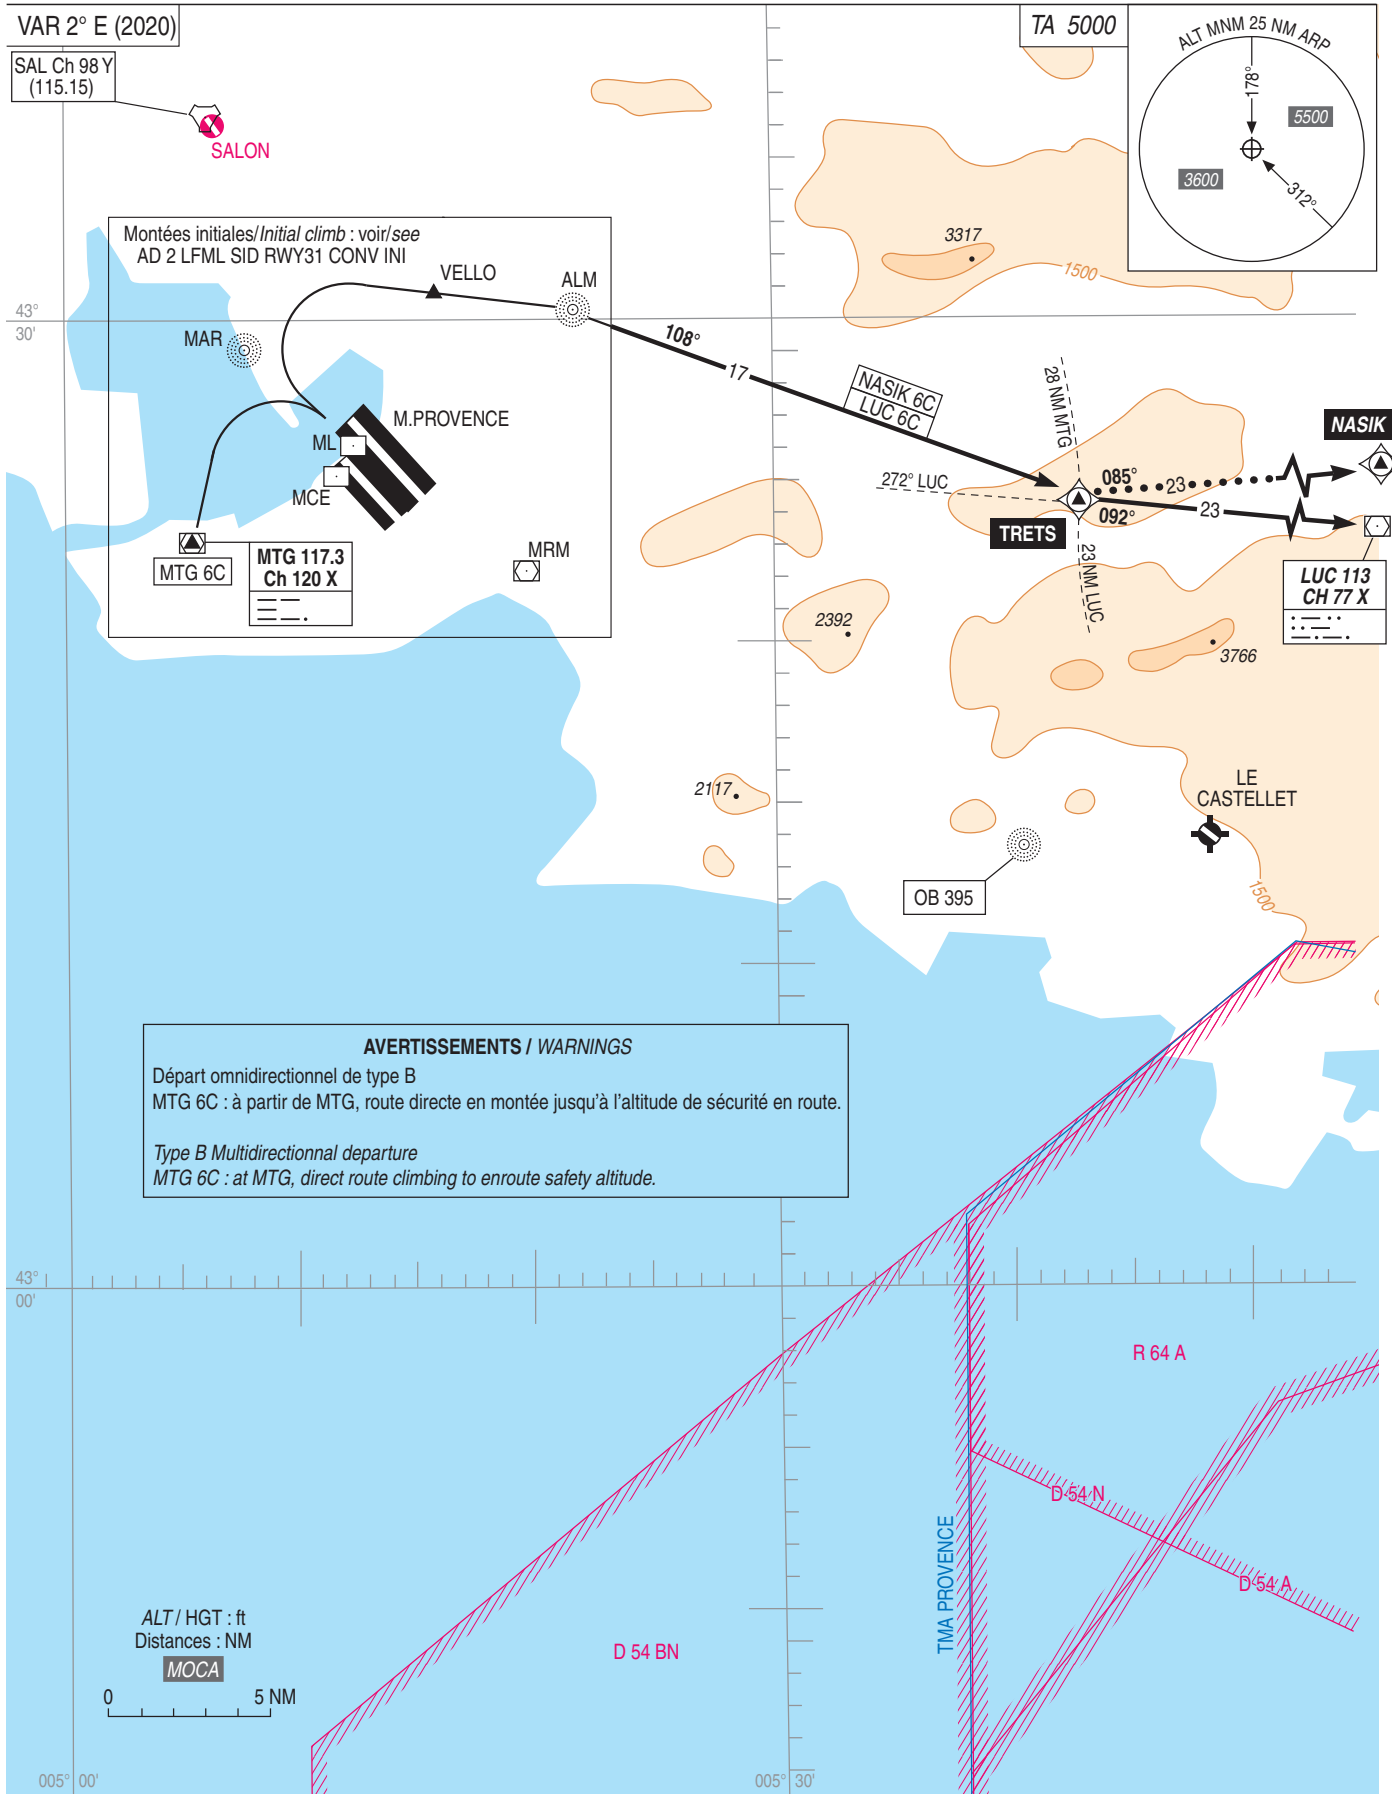 VAR 2° E (2020)
TA 5000
ALT MNM 25 NM ARP
178°
5500
3600
312°
SAL Ch 98 Y
(115.15)
SALON
Montées initiales/Initial climb : voir/see
AD 2 LFML SID RWY31 CONV INI
VELLO
ALM
3317
1500
43°
30'
MAR
108°
17
NASIK 6C
LUC 6C
28 NM MTG
M.PROVENCE
ML
MCE
NASIK
272° LUC
085°
23
092°
23
TRETS
MTG 6C
MTG 117.3
Ch 120 X
MRM
23 NM LUC
LUC 113
CH 77 X
2392
3766
2117
LE
CASTELLET
OB 395
1500
AVERTISSEMENTS / WARNINGS
Départ omnidirectionnel de type B
MTG 6C : à partir de MTG, route directe en montée jusqu'à l'altitude de sécurité en route.
Type B Multidirectionnal departure
MTG 6C : at MTG, direct route climbing to enroute safety altitude.
43°
00'
R 64 A
D 54 N
TMA PROVENCE
D 54 A
ALT / HGT : ft
Distances : NM
MOCA
D 54 BN
0
5 NM
005° 00'
005° 30'